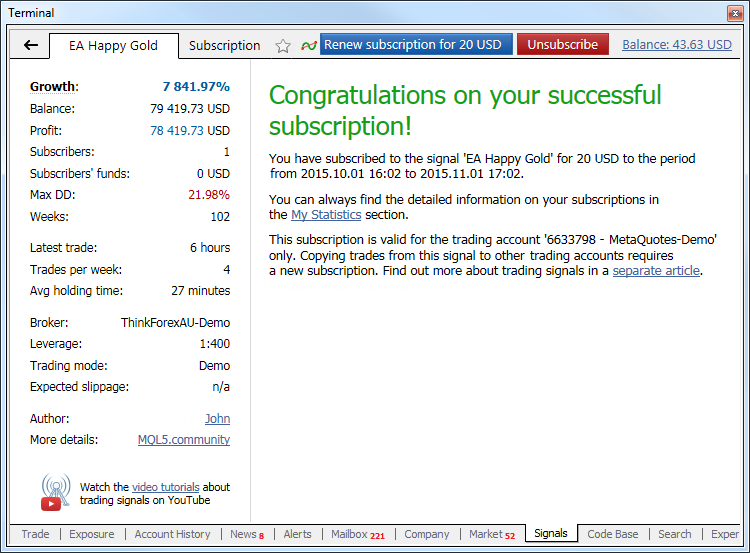 Terminal
EA Happy Gold Subscription Renew subscription for 20 USD Unsubscribe Balance: 43.63 USD
Growth: 7 841.97%
Balance: 79 419.73 USD
Profit: 78 419.73 USD
Subscribers: 1
Subscribers' funds: 0 USD
Max DD: 21.98%
Weeks: 102
Latest trade: 6 hours
Trades per week: 4
Avg holding time: 27 minutes
Broker: ThinkForexAU-Demo
Leverage: 1:400
Trading mode: Demo
Expected slippage: n/a
Author: John
More details: MQL5.community
Watch the video tutorials about
trading signals on YouTube
Congratulations on your successful
subscription!
You have subscribed to the signal 'EA Happy Gold' for 20 USD to the period
from 2015.10.01 16:02 to 2015.11.01 17:02.
You can always find the detailed information on your subscriptions in
the My Statistics section.
This subscription is valid for the trading account '6633798 - MetaQuotes-Demo'
only. Copying trades from this signal to other trading accounts requires
a new subscription. Find out more about trading signals in a separate article.
Trade Exposure Account History News 8 Alerts Mailbox 221 Company Market 52 Signals Code Base Search Exper